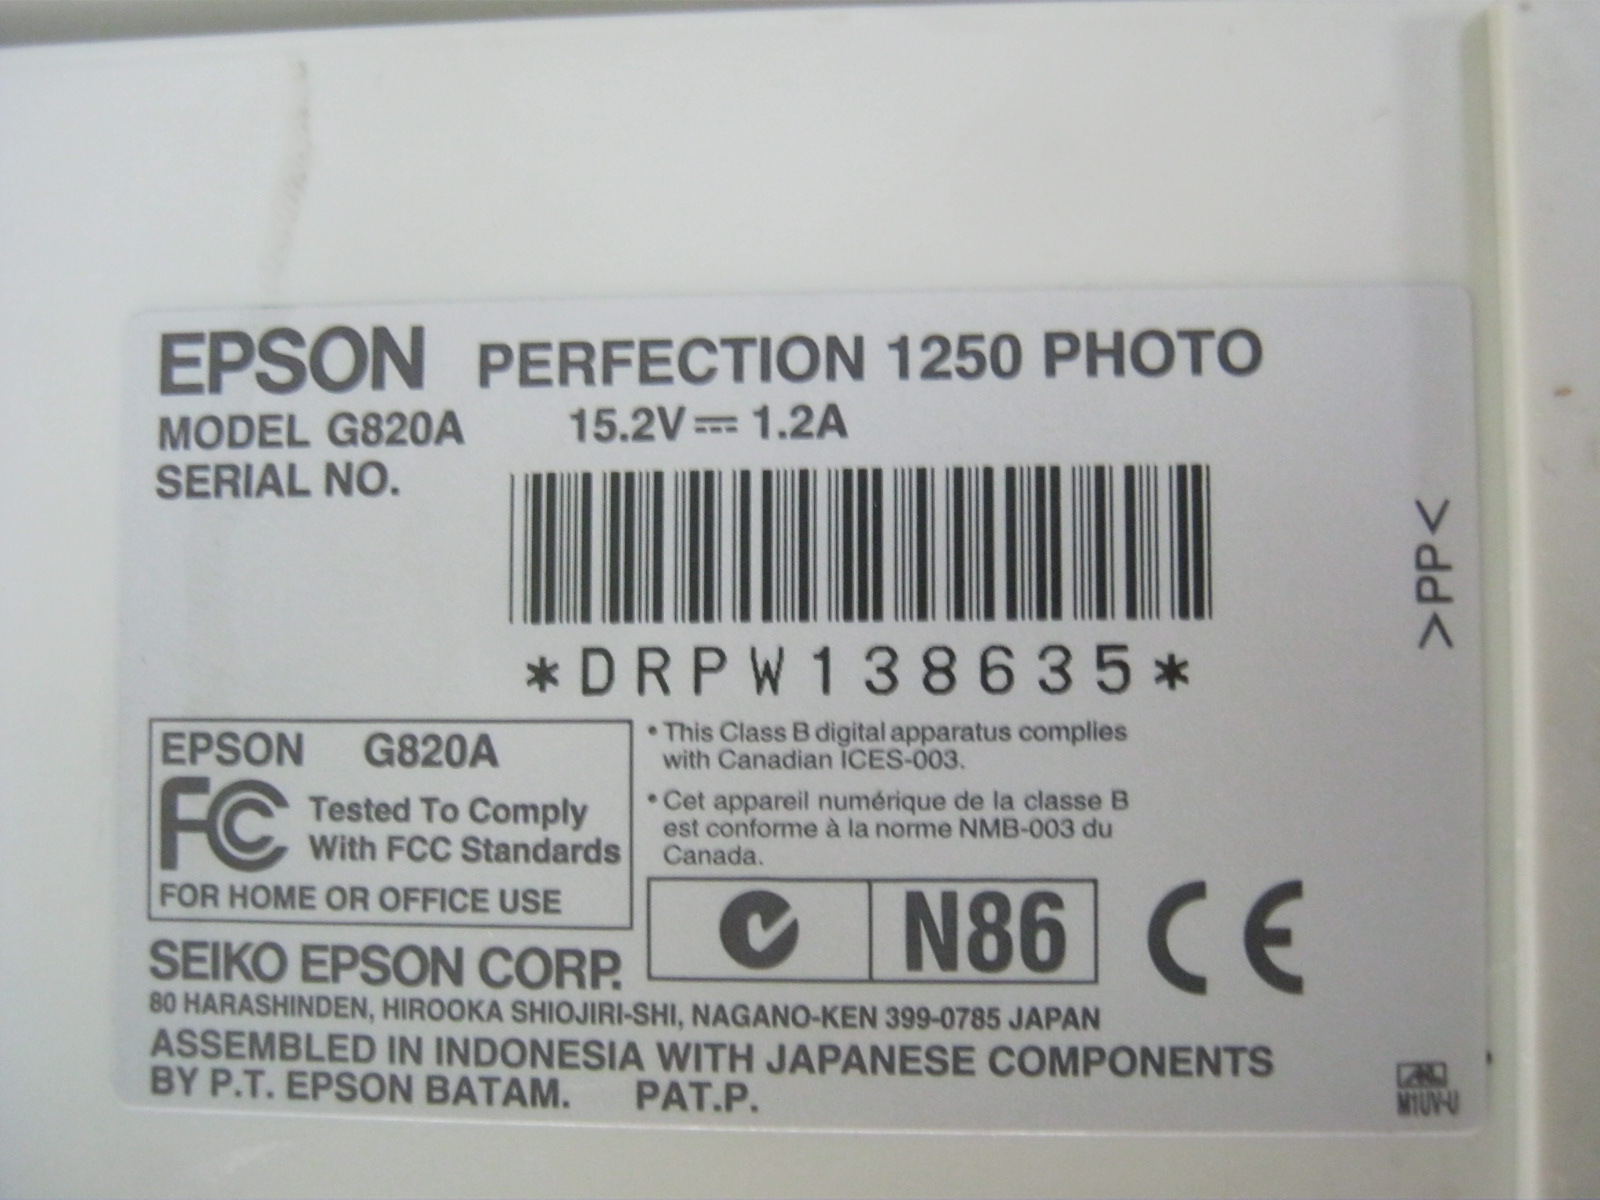 EPSON PERFECTION 1250 PHOTO
MODEL G820A 15.2V⎓1.2A
SERIAL NO.
*DRPW138635*
EPSON G820A
FC Tested To Comply
With FCC Standards
FOR HOME OR OFFICE USE
• This Class B digital apparatus complies
with Canadian ICES-003.
• Cet appareil numérique de la classe B
est conforme à la norme NMB-003 du
Canada.
N86 CE
SEIKO EPSON CORP.
80 HARASHINDEN, HIROOKA SHIOJIRI-SHI, NAGANO-KEN 399-0785 JAPAN
ASSEMBLED IN INDONESIA WITH JAPANESE COMPONENTS
BY P.T. EPSON BATAM. PAT.P.
>PP<
M1UV-U